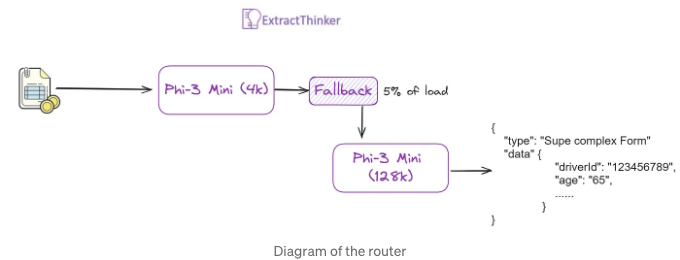 ExtractThinker
Phi-3 Mini (4k)
Fallback
5% of load
Phi-3 Mini
(128k)
{
"type": "Supe complex Form"
"data" {
"driverId": "123456789",
"age": "65",
......
}
}
Diagram of the router